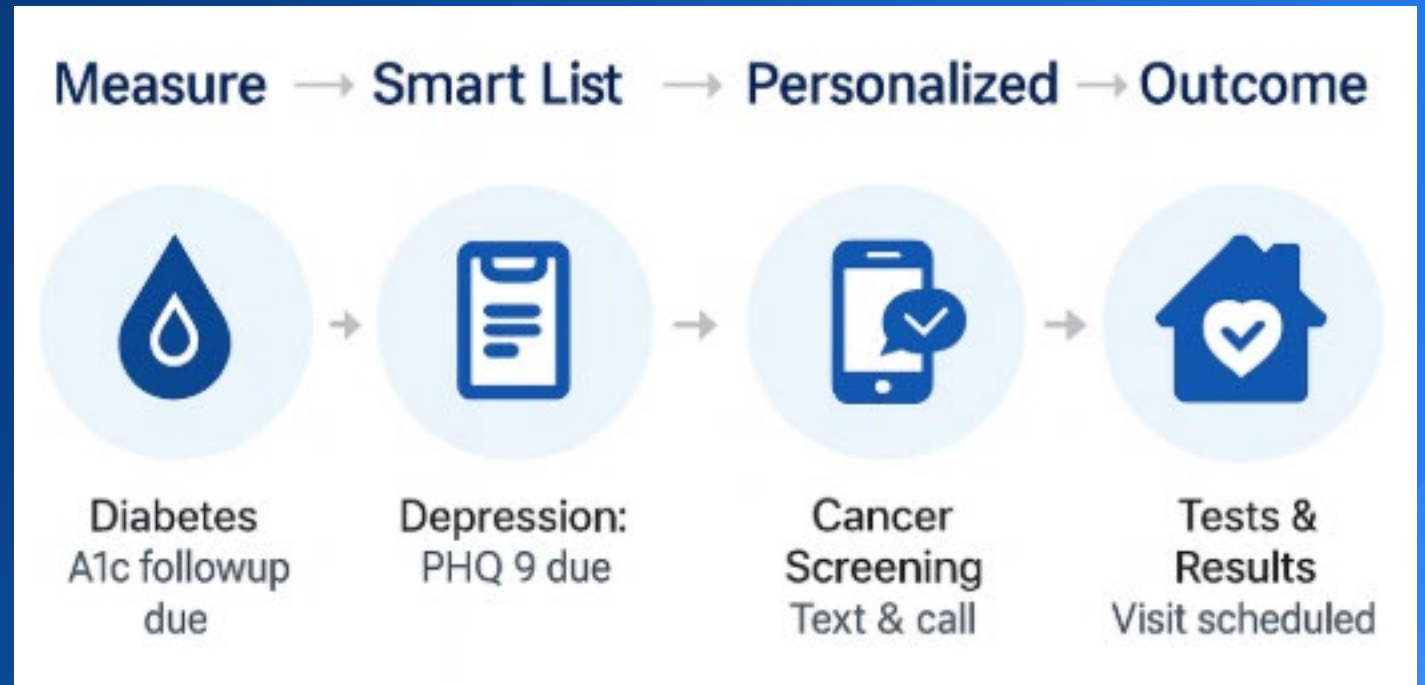 Measure → Smart List → Personalized → Outcome
Diabetes
A1c followup
due
Depression:
PHQ 9 due
Cancer
Screening
Text & call
Tests &
Results
Visit scheduled